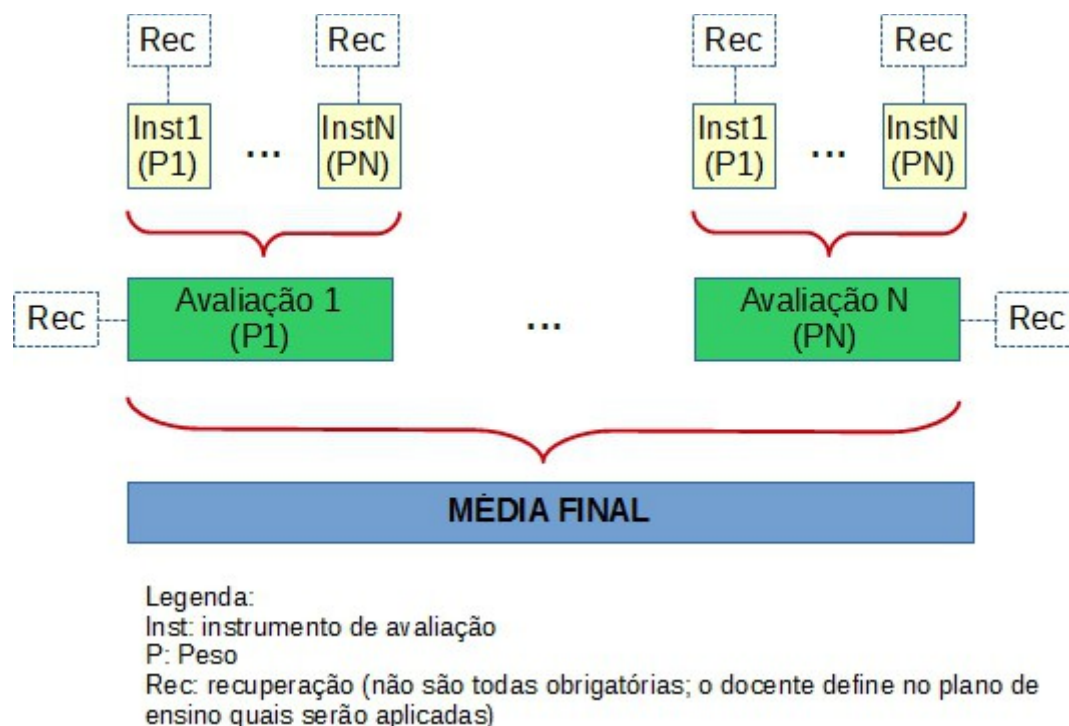 Rec Rec Rec Rec
Inst1 ... InstN Inst1 ... InstN
(P1) (PN) (P1) (PN)
Rec Avaliação 1 ... Avaliação N Rec
(P1) (PN)
MÉDIA FINAL
Legenda:
Inst: instrumento de avaliação
P: Peso
Rec: recuperação (não são todas obrigatórias; o docente define no plano de
ensino quais serão aplicadas)